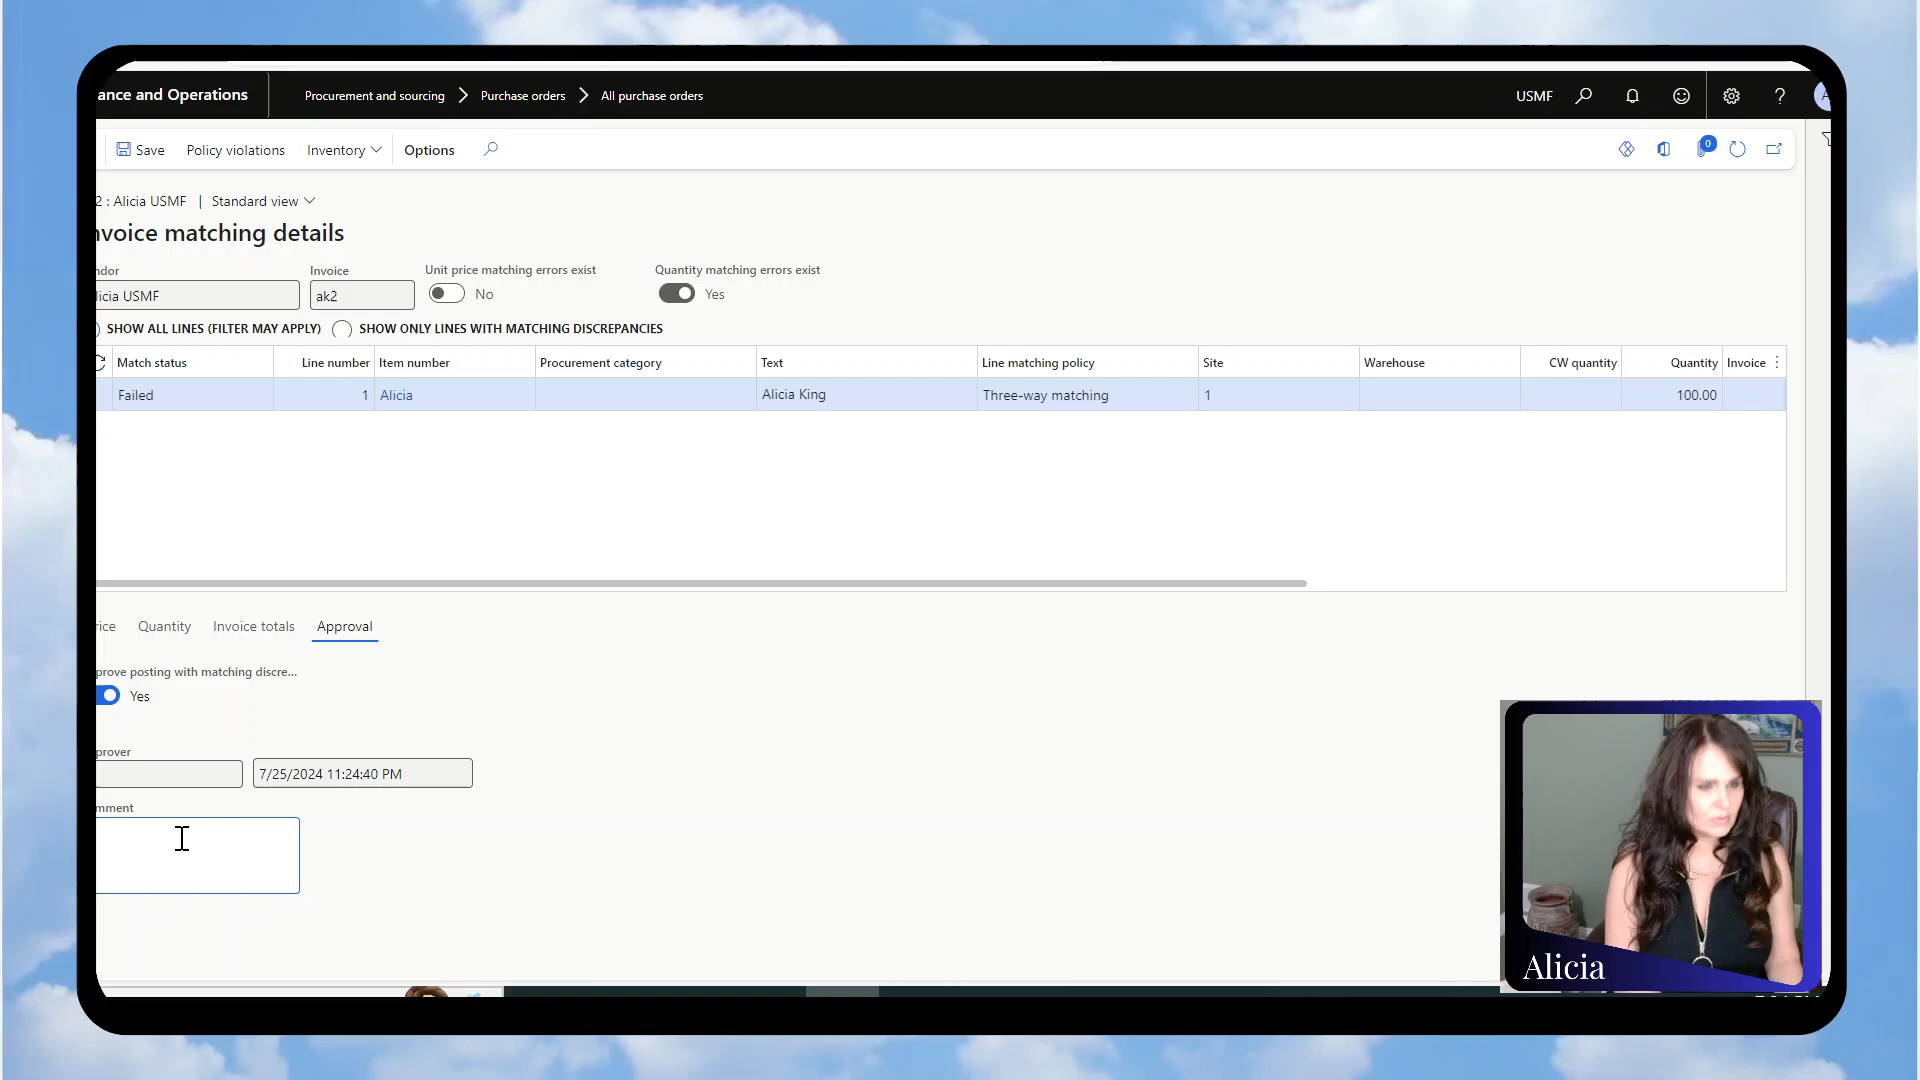 ance and Operations
Procurement and sourcing
Purchase orders
All purchase orders
USMF
?
Save
Policy violations
Inventory
Options
0
2 : Alicia USMF | Standard view
nvoice matching details
ndor
Invoice
Unit price matching errors exist
Quantity matching errors exist
licia USMF
ak2
No
Yes
SHOW ALL LINES (FILTER MAY APPLY)
SHOW ONLY LINES WITH MATCHING DISCREPANCIES
Match status
Line number
Item number
Procurement category
Text
Line matching policy
Site
Warehouse
CW quantity
Quantity
Invoice
Failed
1
Alicia
Alicia King
Three-way matching
1
100.00
rice
Quantity
Invoice totals
Approval
prove posting with matching discre...
Yes
prover
7/25/2024 11:24:40 PM
mment
Alicia